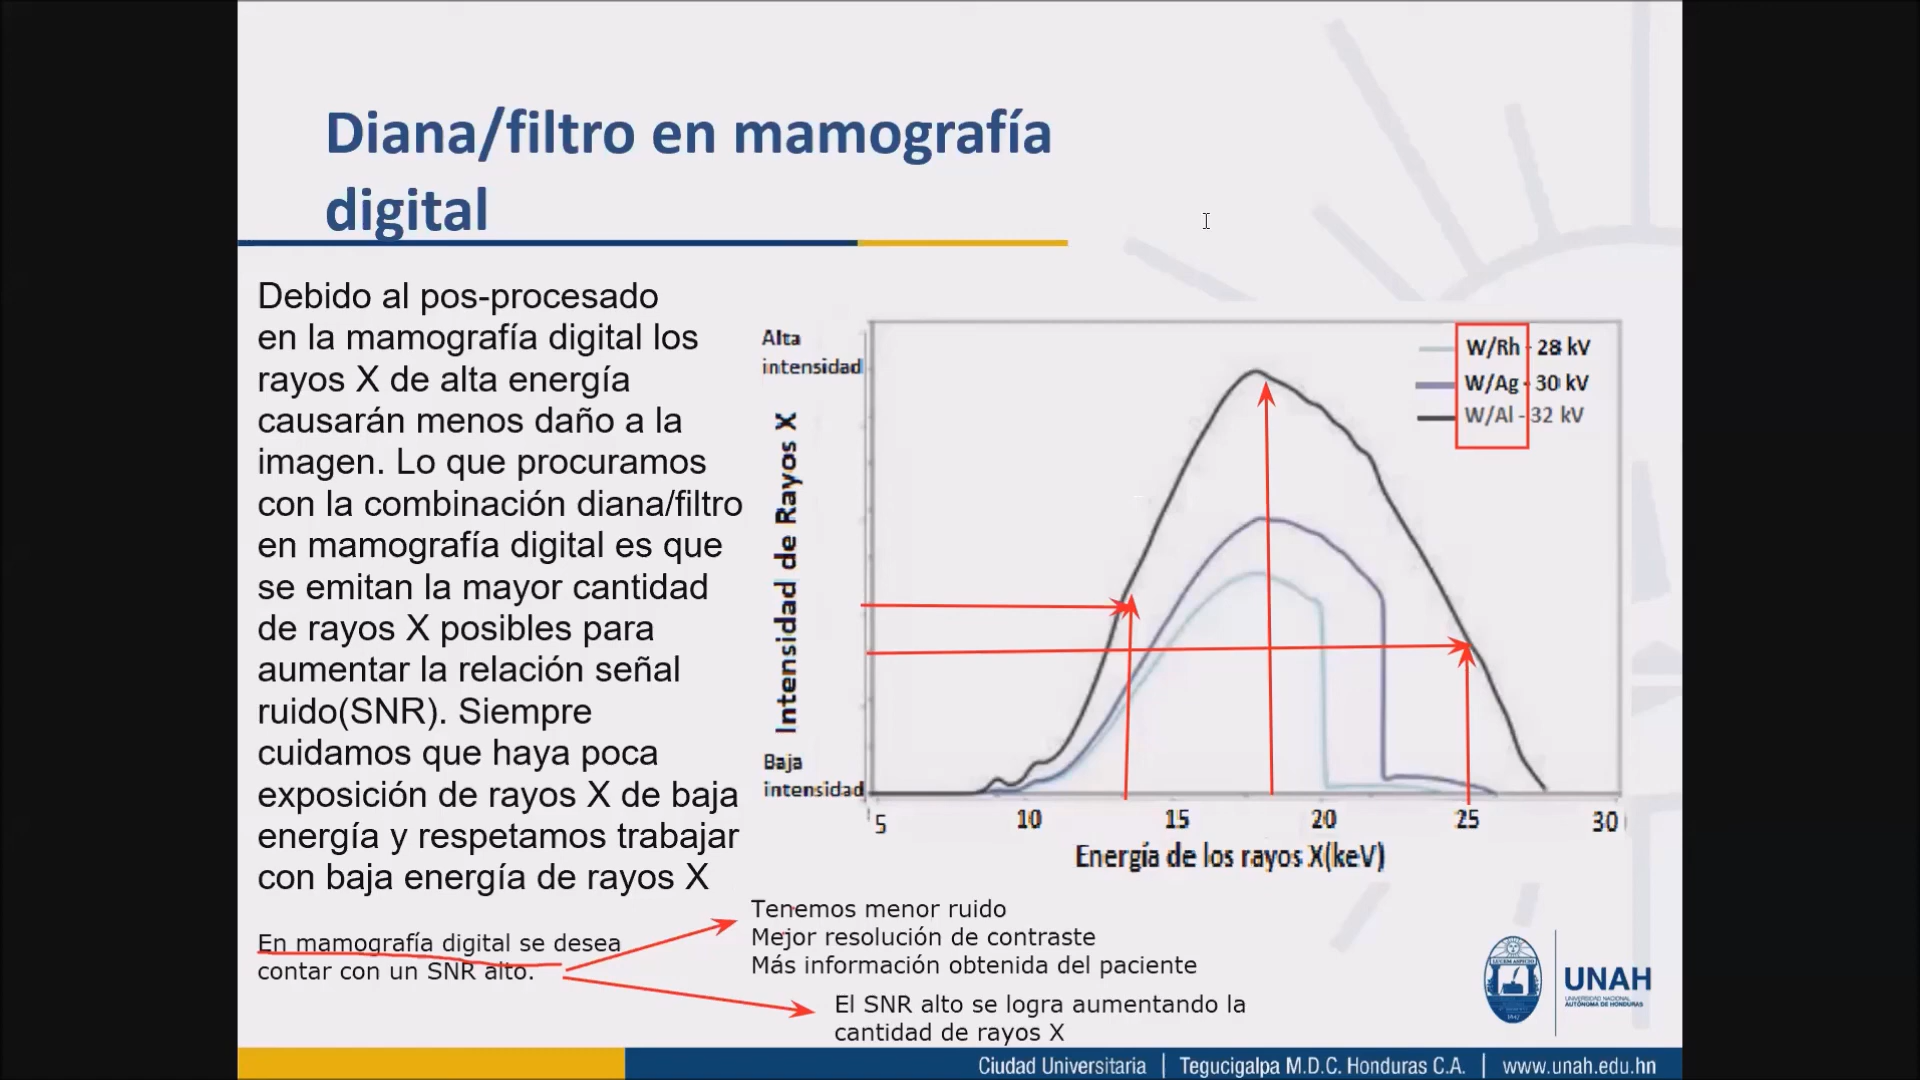 Diana/filtro en mamografía
digital
Debido al pos-procesado
en la mamografía digital los
rayos X de alta energía
causarán menos daño a la
imagen. Lo que procuramos
con la combinación diana/filtro
en mamografía digital es que
se emitan la mayor cantidad
de rayos X posibles para
aumentar la relación señal
ruido(SNR). Siempre
cuidamos que haya poca
exposición de rayos X de baja
energía y respetamos trabajar
con baja energía de rayos X
Alta
intensidad
Intensidad de Rayos X
Baja
intensidad
W/Rh - 28 kV
W/Ag - 30 kV
W/Al - 32 kV
5 10 15 20 25 30
Energía de los rayos X(keV)
En mamografía digital se desea
contar con un SNR alto.
Tenemos menor ruido
Mejor resolución de contraste
Más información obtenida del paciente
El SNR alto se logra aumentando la
cantidad de rayos X
UNAH
UNIVERSIDAD NACIONAL
AUTÓNOMA DE HONDURAS
Ciudad Universitaria | Tegucigalpa M.D.C. Honduras C.A. | www.unah.edu.hn